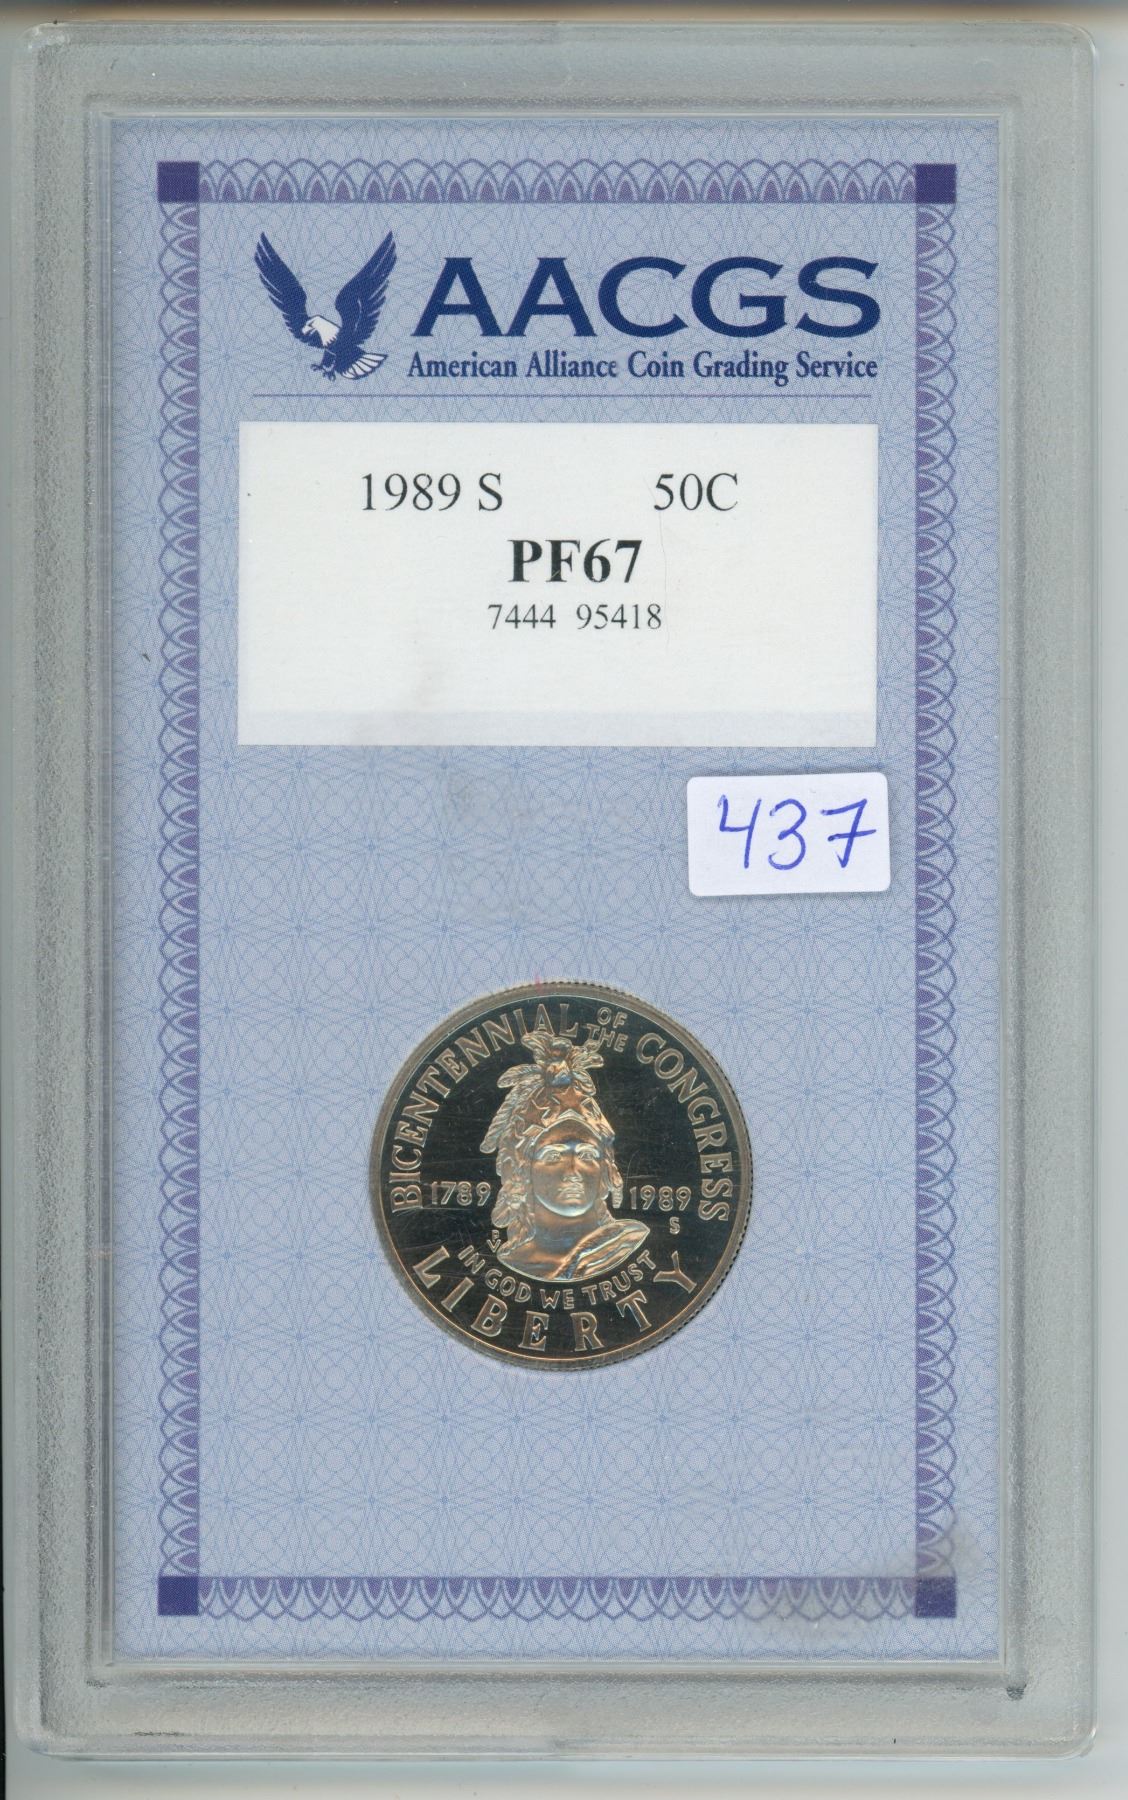 AACGS
American Alliance Coin Grading Service
1989 S 50C
PF67
7444 95418
437
BICENTENNIAL OF THE CONGRESS
1789 1989
S
IN GOD WE TRUST
LIBERTY